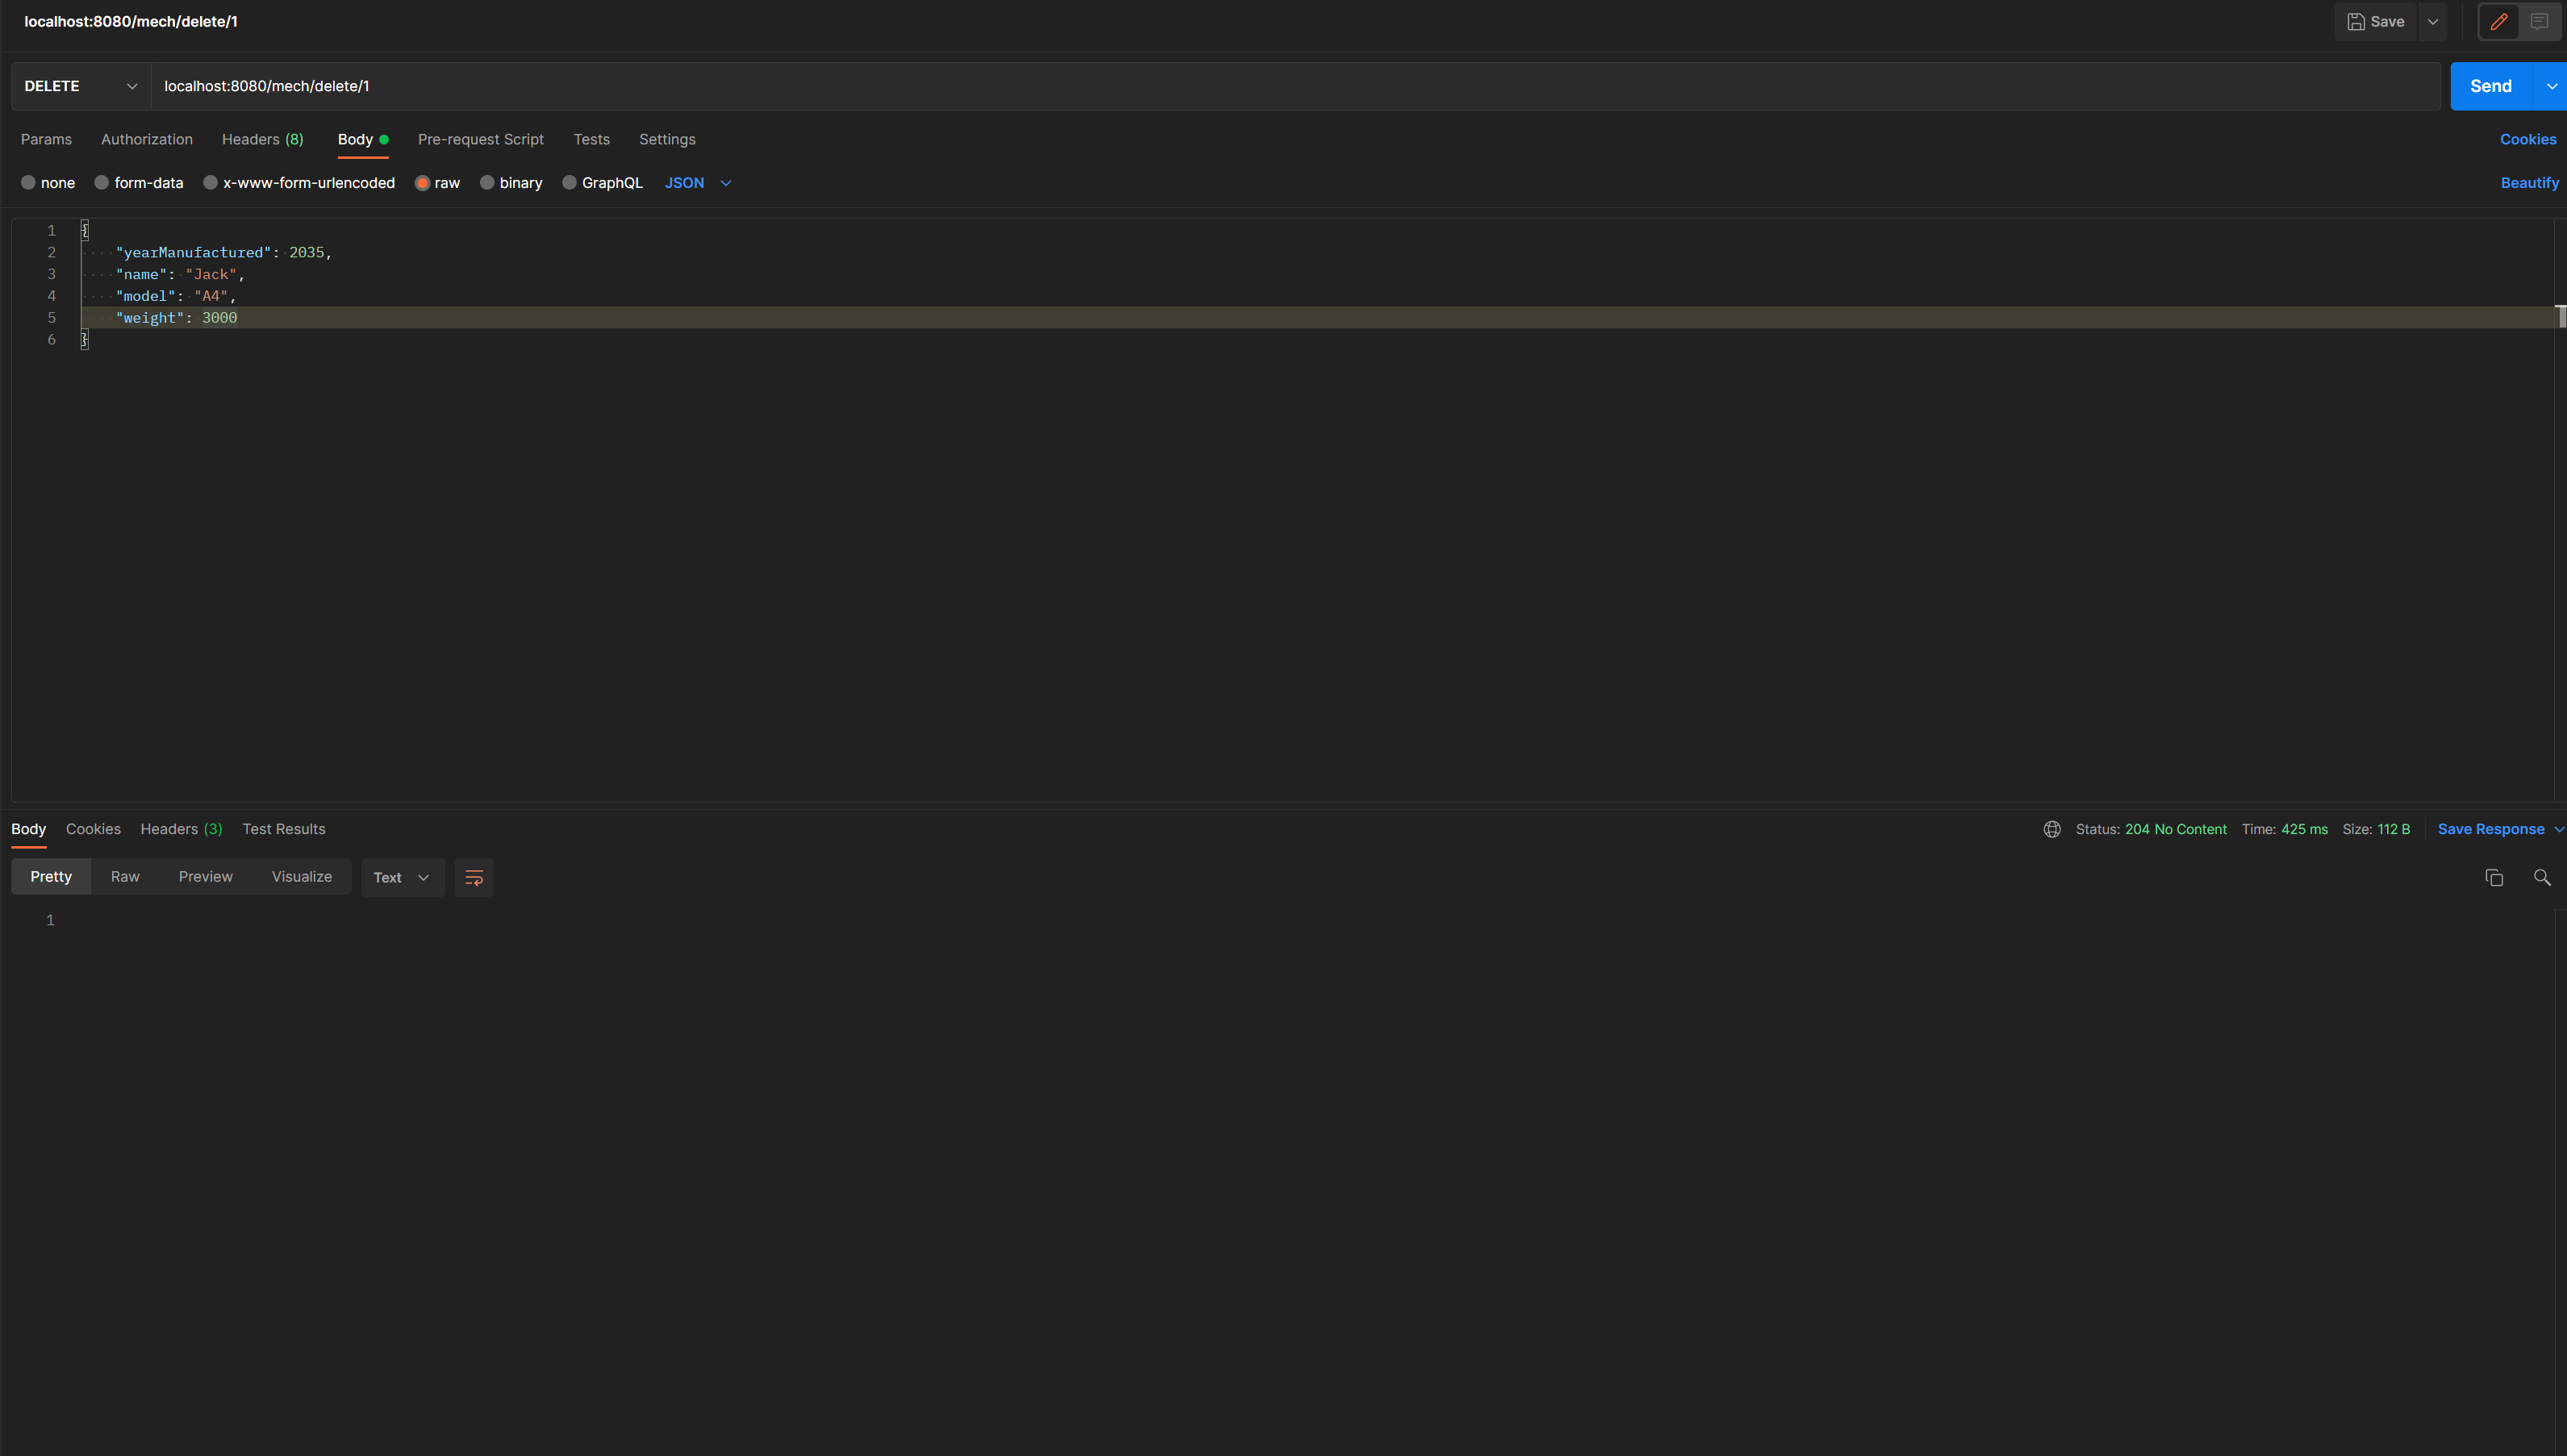 localhost:8080/mech/delete/1
Save
DELETE
localhost:8080/mech/delete/1
Send
Params Authorization Headers (8) Body Pre-request Script Tests Settings Cookies
none form-data x-www-form-urlencoded raw binary GraphQL JSON Beautify
1 {
2 "yearManufactured": 2035,
3 "name": "Jack",
4 "model": "A4",
5 "weight": 3000
6 }
Body Cookies Headers (3) Test Results Status: 204 No Content Time: 425 ms Size: 112 B Save Response
Pretty Raw Preview Visualize Text
1